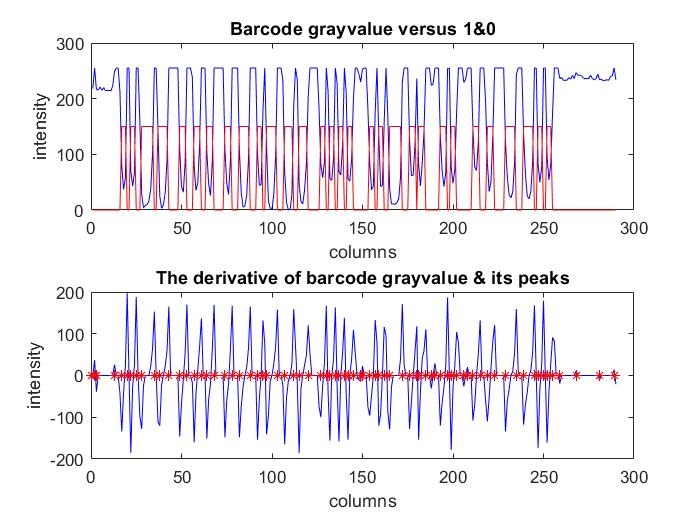 Barcode grayvalue versus 1&0
300
200
100
0
intensity
0 50 100 150 200 250 300
columns
The derivative of barcode grayvalue & its peaks
200
100
0
-100
-200
intensity
0 50 100 150 200 250 300
columns